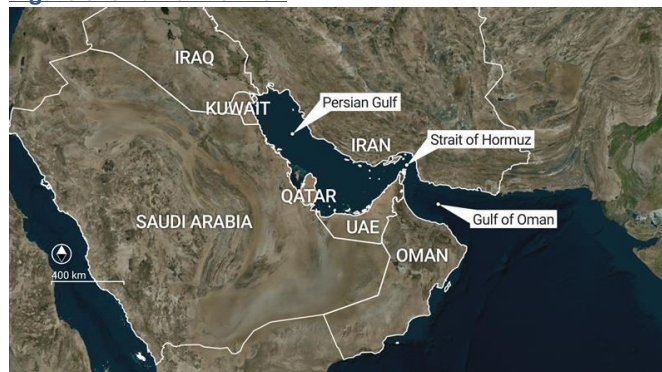 IRAQ
KUWAIT
Persian Gulf
IRAN
Strait of Hormuz
QATAR
SAUDI ARABIA
UAE
Gulf of Oman
OMAN
400 km